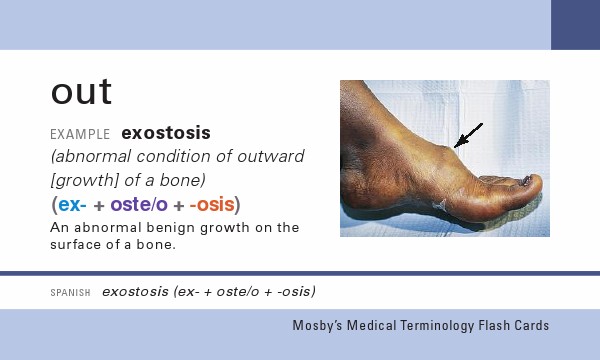 out
EXAMPLE exostosis
(abnormal condition of outward
[growth] of a bone)
(ex- + oste/o + -osis)
An abnormal benign growth on the
surface of a bone.
SPANISH exostosis (ex- + oste/o + -osis)
Mosby's Medical Terminology Flash Cards